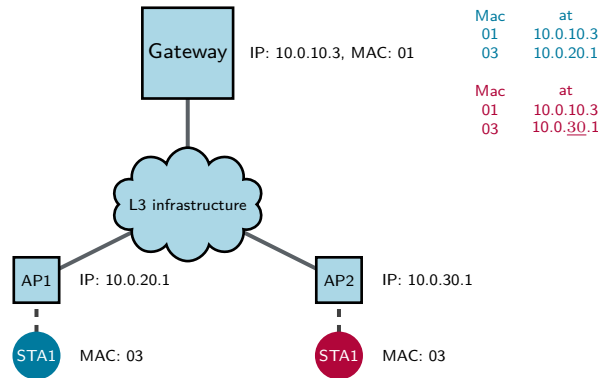 Mac at
01 10.0.10.3
03 10.0.20.1
Gateway
IP: 10.0.10.3, MAC: 01
Mac at
01 10.0.10.3
03 10.0.30.1
L3 infrastructure
AP1
IP: 10.0.20.1
AP2
IP: 10.0.30.1
STA1
MAC: 03
STA1
MAC: 03